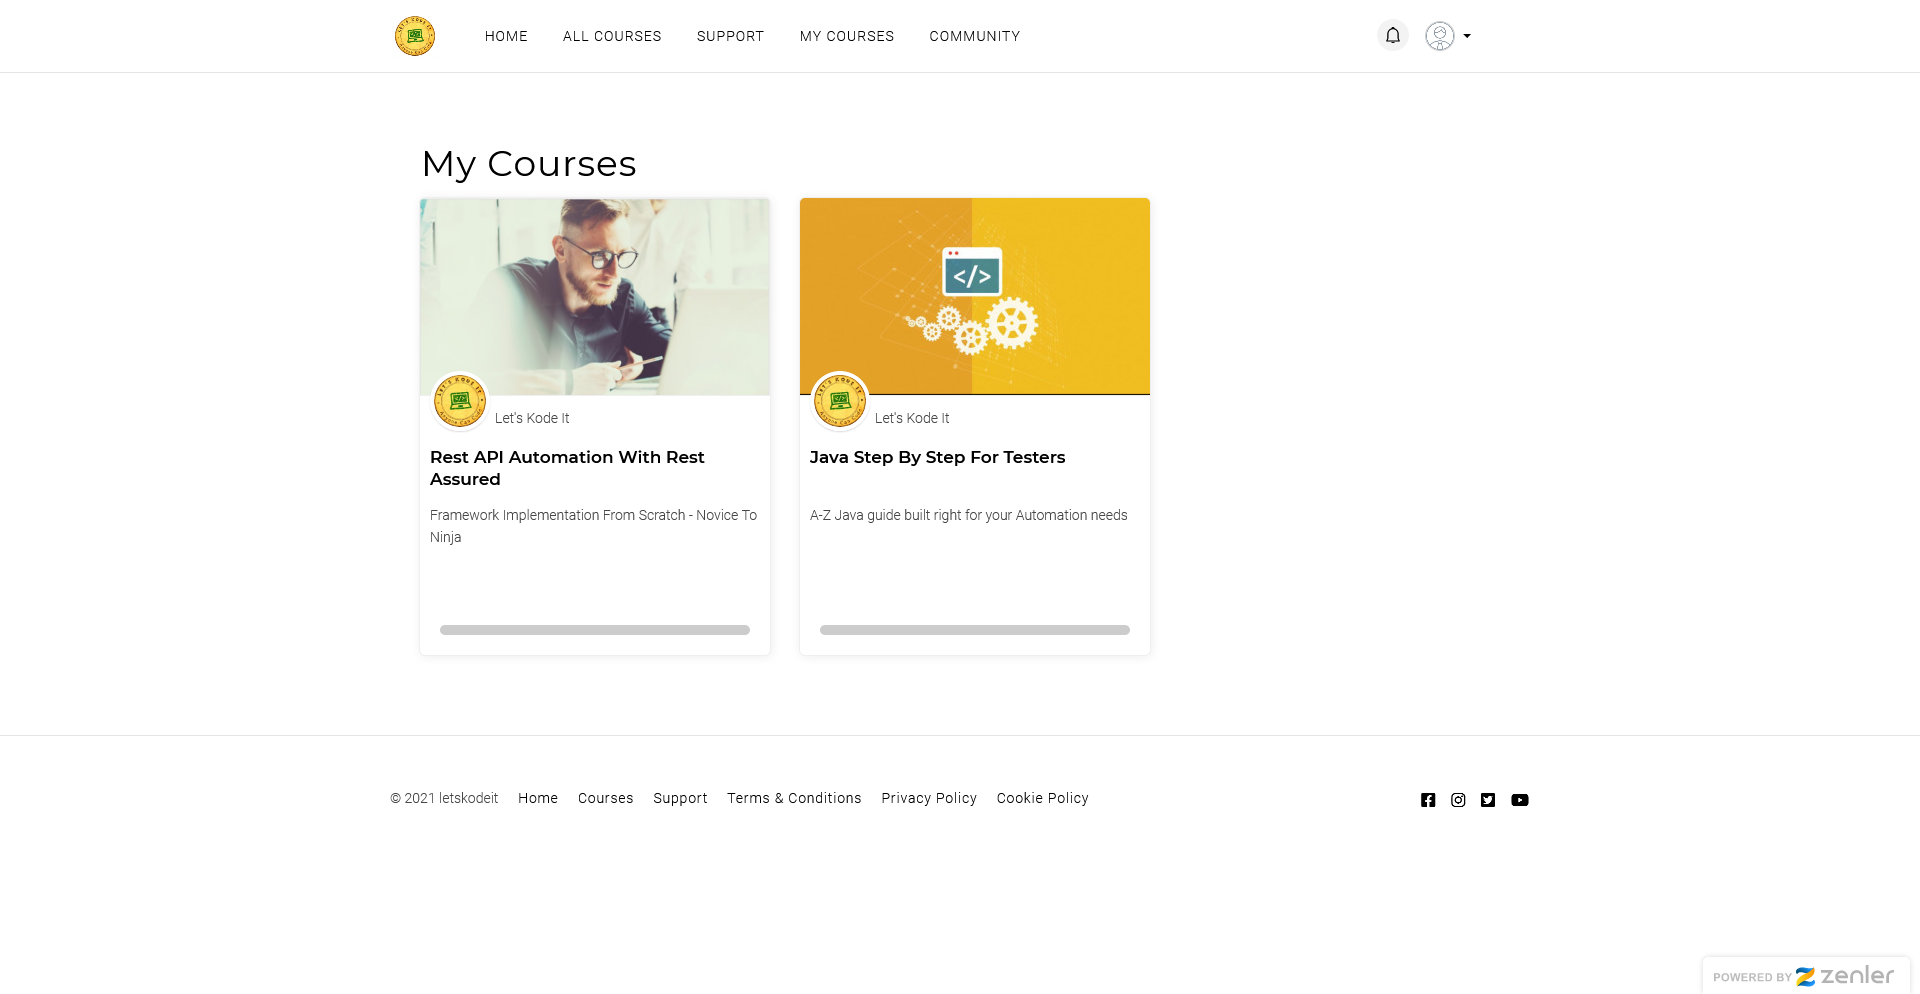 HOME ALL COURSES SUPPORT MY COURSES COMMUNITY
My Courses
Let's Kode It
Rest API Automation With Rest
Assured
Framework Implementation From Scratch - Novice To
Ninja
</>
Let's Kode It
Java Step By Step For Testers
A-Z Java guide built right for your Automation needs
© 2021 letskodeit Home Courses Support Terms & Conditions Privacy Policy Cookie Policy
POWERED BY zenler